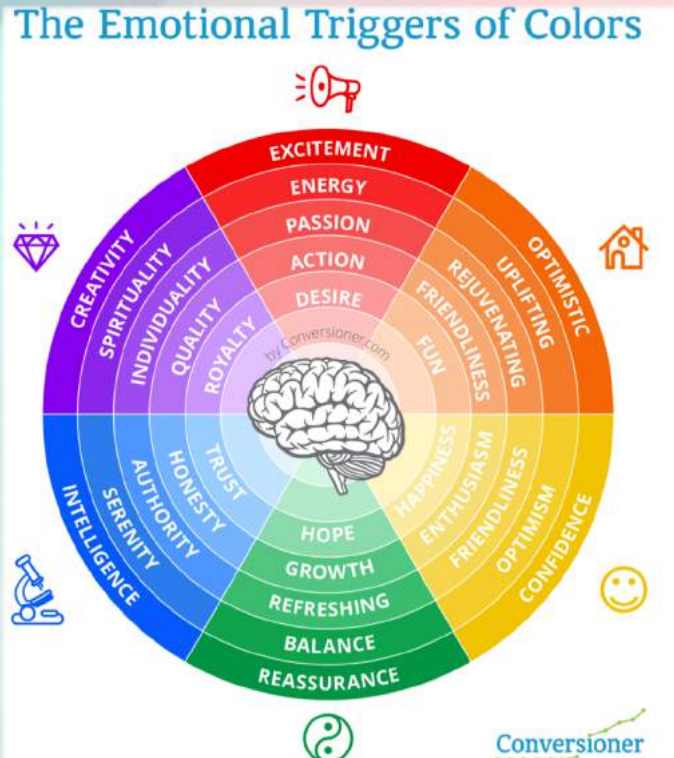 The Emotional Triggers of Colors
EXCITEMENT
ENERGY
PASSION
ACTION
DESIRE
by Conversioner.com
OPTIMISTIC
UPLIFTING
REJUVENATING
FRIENDLINESS
FUN
CONFIDENCE
OPTIMISM
FRIENDLINESS
ENTHUSIASM
HAPPINESS
HOPE
GROWTH
REFRESHING
BALANCE
REASSURANCE
INTELLIGENCE
SERENITY
AUTHORITY
HONESTY
TRUST
CREATIVITY
SPIRITUALITY
INDIVIDUALITY
QUALITY
ROYALTY
Conversioner